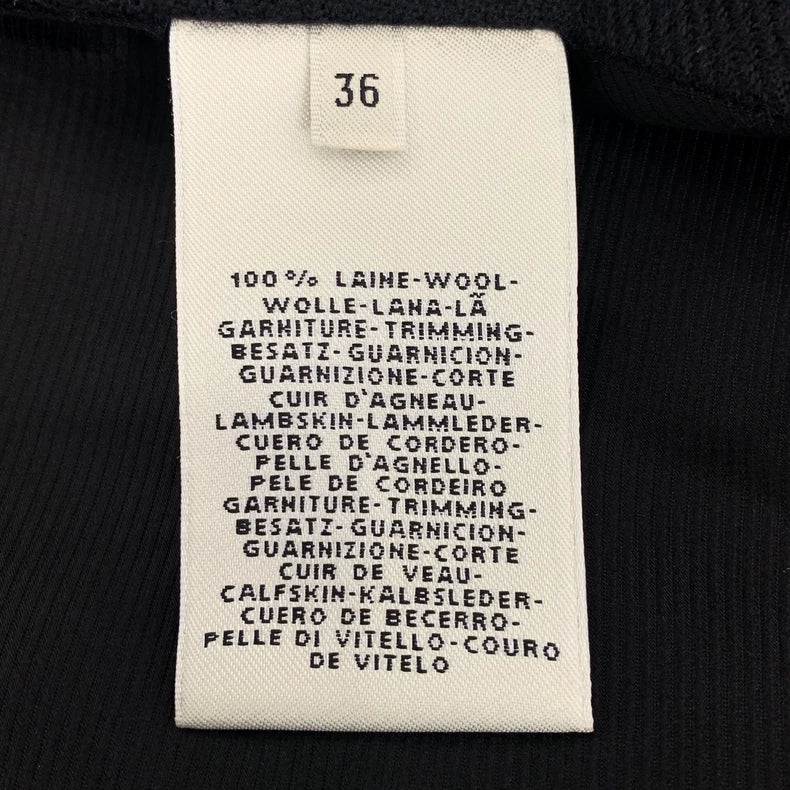 36
100% LAINE-WOOL-
WOLLE-LANA-LÃ
GARNITURE-TRIMMING-
BESATZ-GUARNICION-
GUARNIZIONE-CORTE
CUIR D'AGNEAU-
LAMBSKIN-LAMMLEDER-
CUERO DE CORDERO-
PELLE D'AGNELLO-
PELE DE CORDEIRO
GARNITURE-TRIMMING-
BESATZ-GUARNICION-
GUARNIZIONE-CORTE
CUIR DE VEAU-
CALFSKIN-KALBSLEDER-
CUERO DE BECERRO-
PELLE DI VITELLO-COURO
DE VITELO